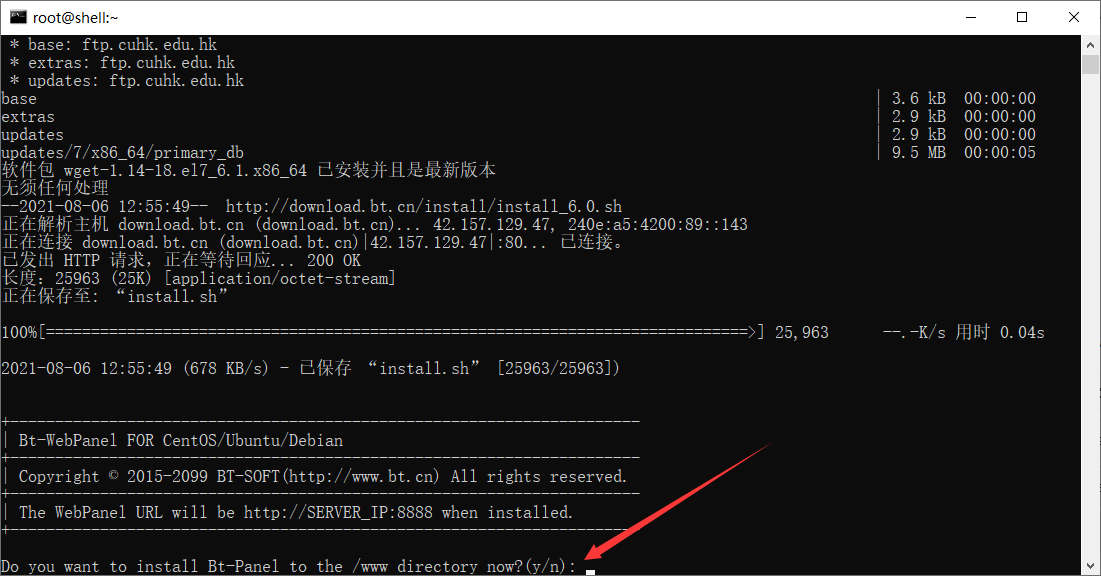 root@shell:~
* base: ftp.cuhk.edu.hk
* extras: ftp.cuhk.edu.hk
* updates: ftp.cuhk.edu.hk
base | 3.6 kB 00:00:00
extras | 2.9 kB 00:00:00
updates | 2.9 kB 00:00:00
updates/7/x86_64/primary_db | 9.5 MB 00:00:05
软件包 wget-1.14-18.el7_6.1.x86_64 已安装并且是最新版本
无须任何处理
--2021-08-06 12:55:49-- http://download.bt.cn/install/install_6.0.sh
正在解析主机 download.bt.cn (download.bt.cn)... 42.157.129.47, 240e:a5:4200:89::143
正在连接 download.bt.cn (download.bt.cn)|42.157.129.47|:80... 已连接。
已发出 HTTP 请求，正在等待回应... 200 OK
长度：25963 (25K) [application/octet-stream]
正在保存至: “install.sh”
100%[==============================================================================>] 25,963 --.-K/s 用时 0.04s
2021-08-06 12:55:49 (678 KB/s) - 已保存 “install.sh” [25963/25963])
+----------------------------------------------------------------------
| Bt-WebPanel FOR CentOS/Ubuntu/Debian
+----------------------------------------------------------------------
| Copyright © 2015-2099 BT-SOFT(http://www.bt.cn) All rights reserved.
+----------------------------------------------------------------------
| The WebPanel URL will be http://SERVER_IP:8888 when installed.
+----------------------------------------------------------------------
Do you want to install Bt-Panel to the /www directory now?(y/n):